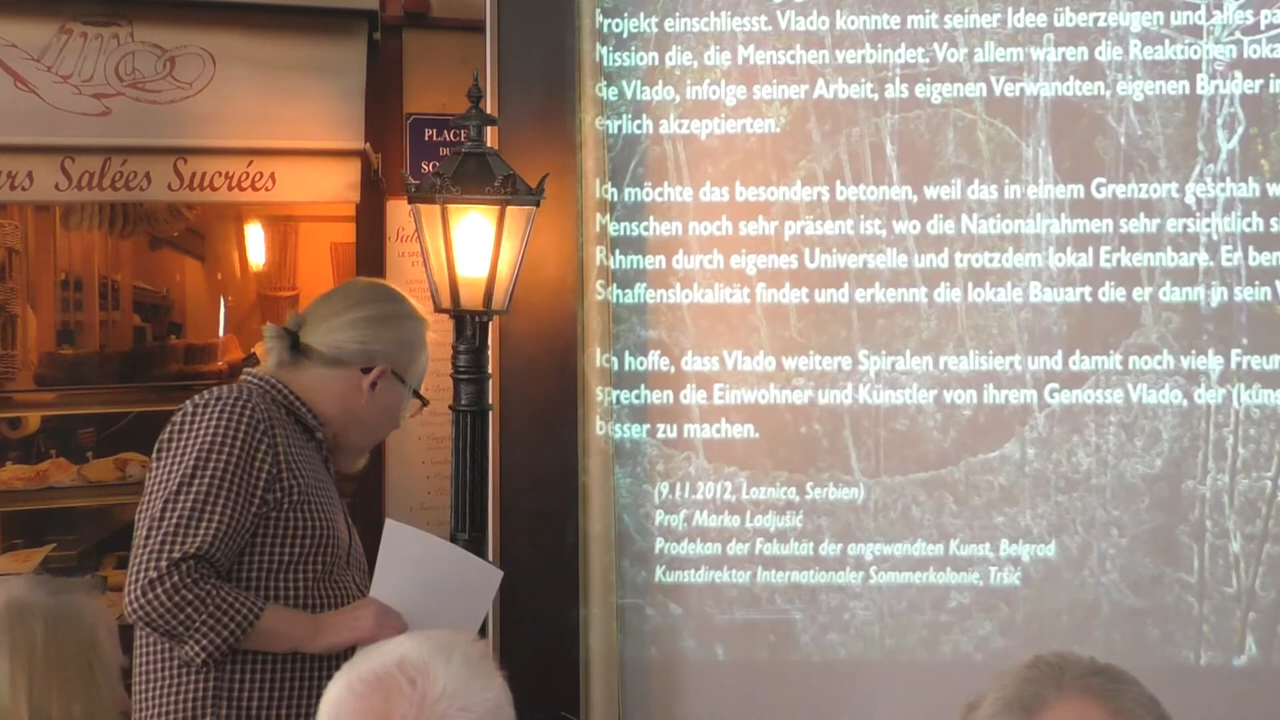 Projekt einschliesst. Vlado konnte mit seiner Idee überzeugen und alles
Mission die, die Menschen verbindet. Vor allem waren die Reaktionen
die Vlado, infolge seiner Arbeit, als eigenen Verwandten, eigenen Bruder
ehrlich akzeptierten.
Ich möchte das besonders betonen, weil das in einem Grenzort geschah
Menschen noch sehr präsent ist, wo die Nationalrahmen sehr ersichtlich
Rahmen durch eigenes Universelle und trotzdem lokal Erkennbare. Er
Schaffenslokalität findet und erkennt die lokale Bauart die er dann in sein
Ich hoffe, dass Vlado weitere Spiralen realisiert und damit noch viele
sprechen die Einwohner und Künstler von ihrem Genosse Vlado, der
besser zu machen.
(9.11.2012, Loznica, Serbien)
Prof. Marko Ladjušić
Prodekan der Fakultät der angewandten Kunst, Belgrad
Kunstdirektor Internationaler Sommerkolonie, Tršić
Salées Sucrées
PLACE
DU